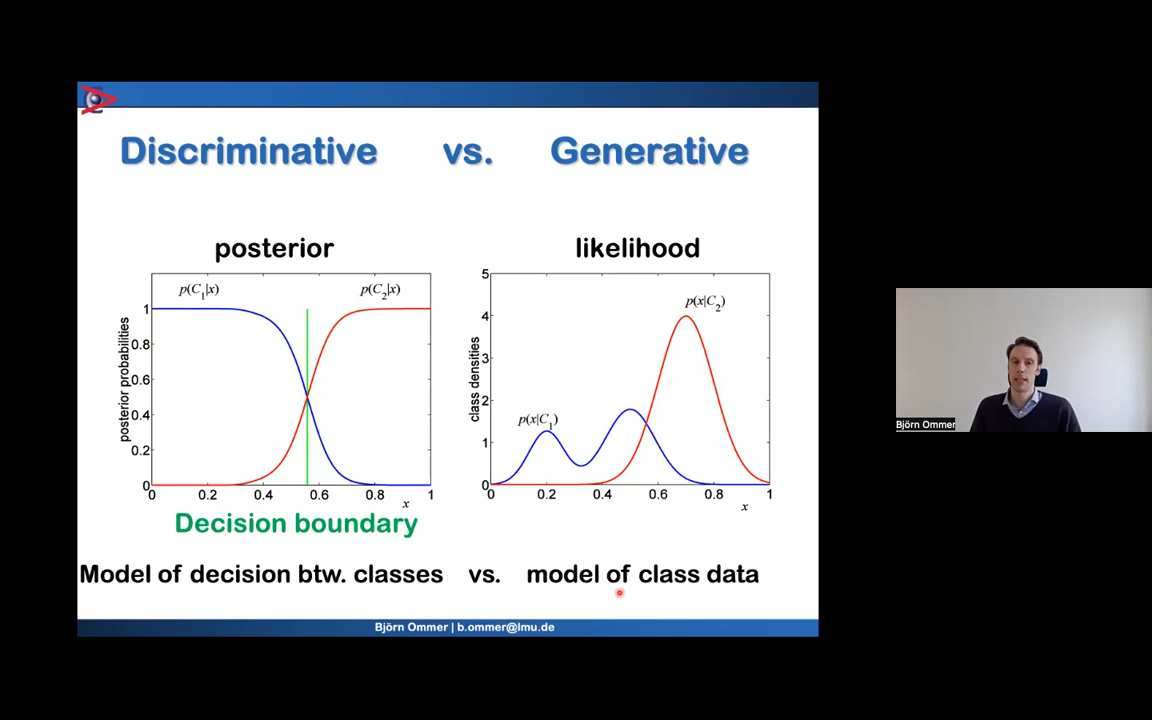 Discriminative vs. Generative
posterior
likelihood
p(C1|x)
p(C2|x)
posterior probabilities
1
0.8
0.6
0.4
0.2
0
0 0.2 0.4 0.6 0.8 1
x
Decision boundary
p(x|C2)
p(x|C1)
class densities
5
4
3
2
1
0
0 0.2 0.4 0.6 0.8 1
x
Model of decision btw. classes vs. model of class data
Björn Ommer | b.ommer@lmu.de
Björn Ommer